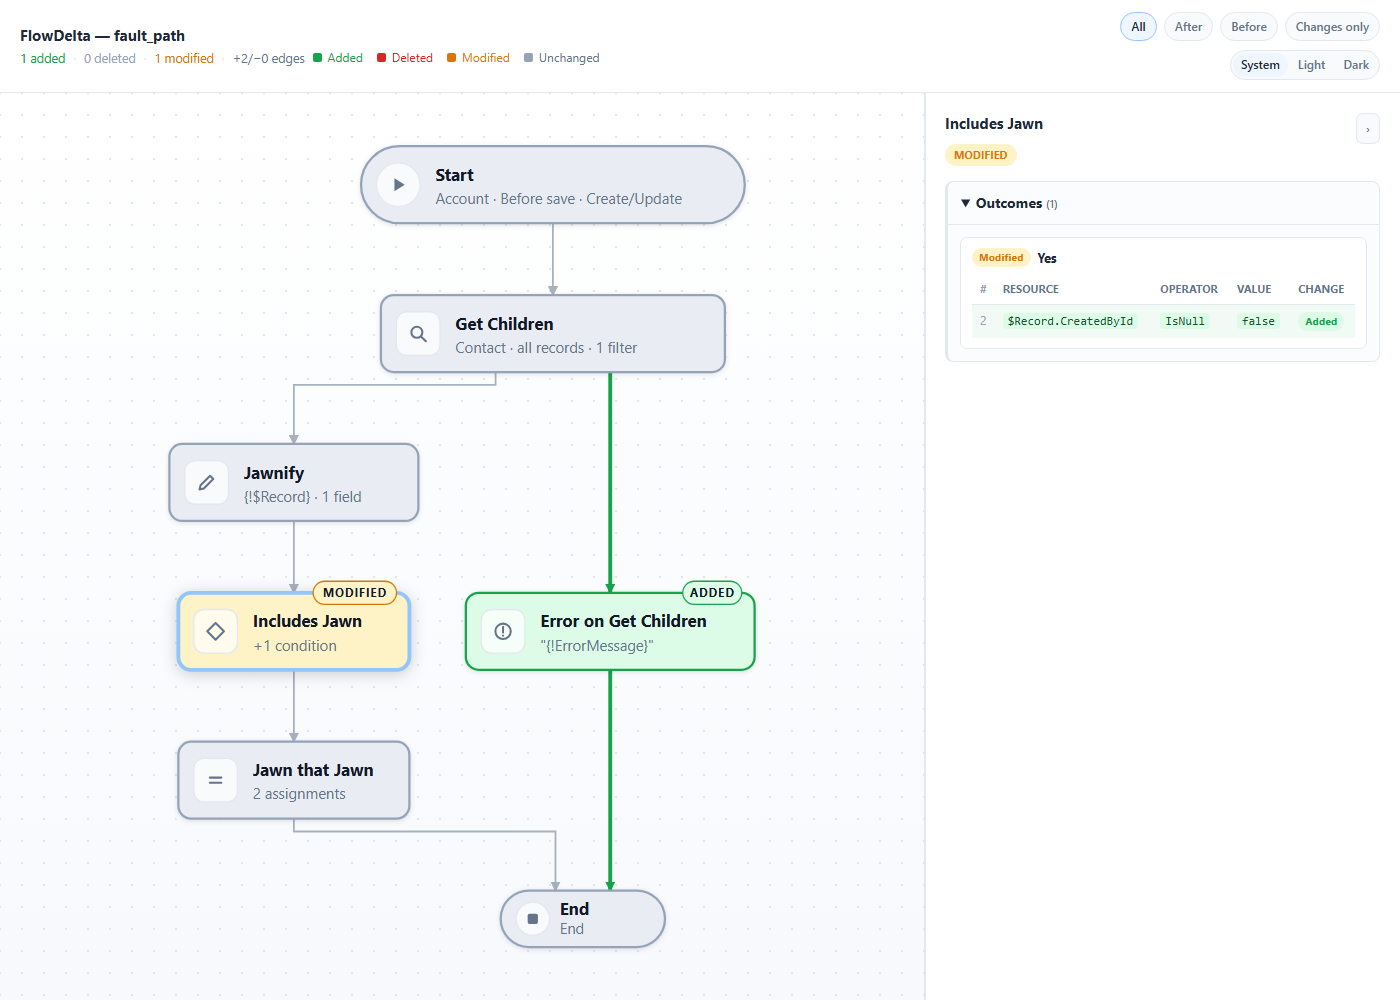 FlowDelta — fault_path
1 added · 0 deleted · 1 modified · +2/−0 edges Added Deleted Modified Unchanged
All After Before Changes only
System Light Dark
Start
Account · Before save · Create/Update
Get Children
Contact · all records · 1 filter
Jawnify
{!$Record} · 1 field
MODIFIED
Includes Jawn
+1 condition
ADDED
Error on Get Children
"{!ErrorMessage}"
Jawn that Jawn
2 assignments
End
End
Includes Jawn
MODIFIED
Outcomes (1)
Modified Yes
# RESOURCE OPERATOR VALUE CHANGE
2 $Record.CreatedById IsNull false Added